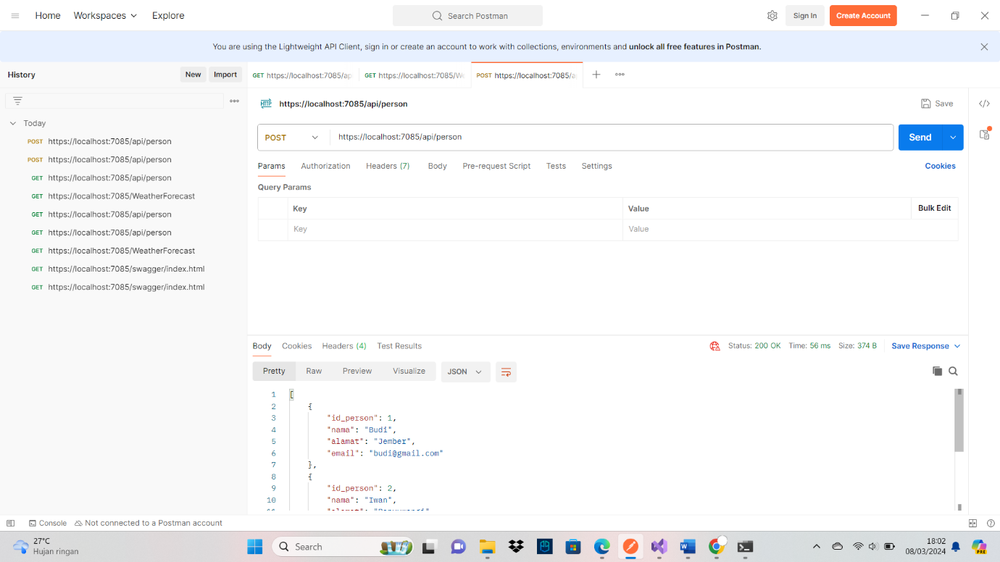 Home Workspaces Explore Search Postman Sign In Create Account
You are using the Lightweight API Client, sign in or create an account to work with collections, environments and unlock all free features in Postman.
History New Import GET https://localhost:7085/ap GET https://localhost:7085/We POST https://localhost:7085/a
HTTP https://localhost:7085/api/person Save
Today
POST https://localhost:7085/api/person
POST https://localhost:7085/api/person
GET https://localhost:7085/api/person
GET https://localhost:7085/WeatherForecast
GET https://localhost:7085/api/person
GET https://localhost:7085/api/person
GET https://localhost:7085/WeatherForecast
GET https://localhost:7085/swagger/index.html
GET https://localhost:7085/swagger/index.html
POST https://localhost:7085/api/person Send
Params Authorization Headers (7) Body Pre-request Script Tests Settings Cookies
Query Params
Key Value Bulk Edit
Key Value
Body Cookies Headers (4) Test Results Status: 200 OK Time: 56 ms Size: 374 B Save Response
Pretty Raw Preview Visualize JSON
1 [
2 {
3 "id_person": 1,
4 "nama": "Budi",
5 "alamat": "Jember",
6 "email": "budi@gmail.com"
7 },
8 {
9 "id_person": 2,
10 "nama": "Iwan",
11 "alamat": "Banyuwangi"
Console Not connected to a Postman account
27°C
Hujan ringan
Search
18:02
08/03/2024
PRE